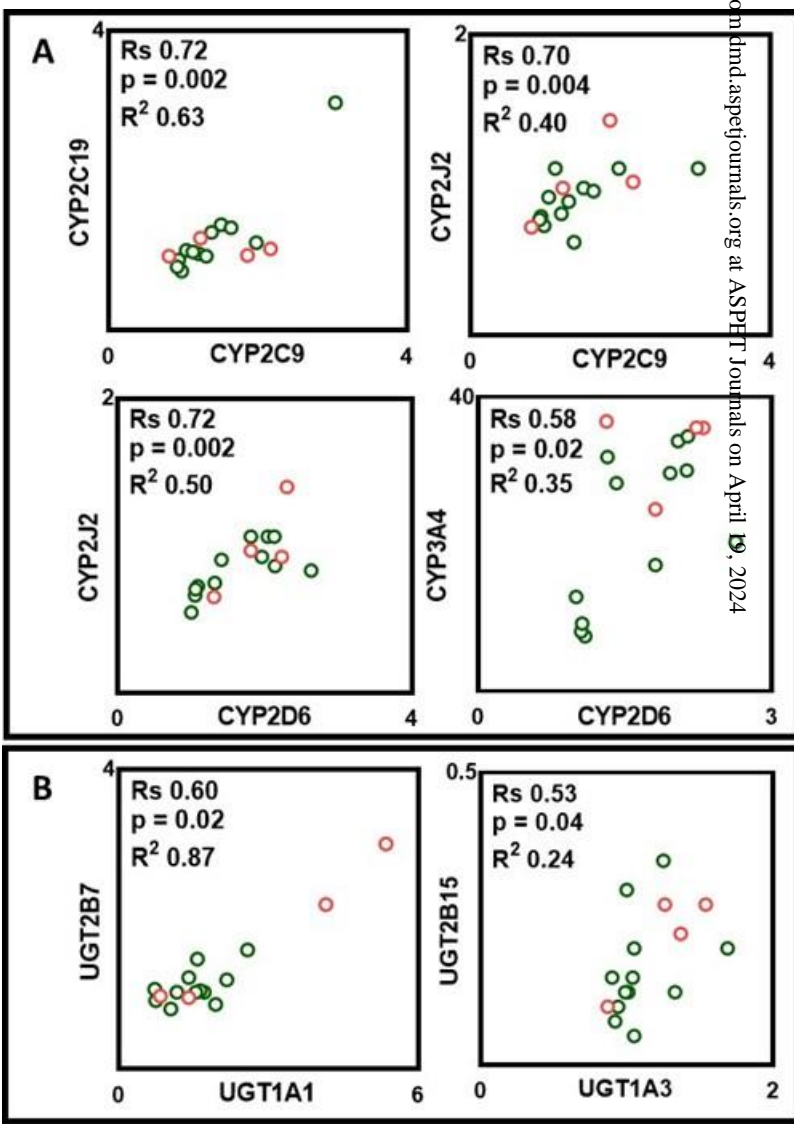 A
4
Rs 0.72
p = 0.002
R² 0.63
CYP2C19
0
CYP2C9
4
2
Rs 0.70
p = 0.004
R² 0.40
CYP2J2
0
CYP2C9
4
2
Rs 0.72
p = 0.002
R² 0.50
CYP2J2
0
CYP2D6
4
40
Rs 0.58
p = 0.02
R² 0.35
CYP3A4
0
CYP2D6
3
B
4
Rs 0.60
p = 0.02
R² 0.87
UGT2B7
0
UGT1A1
6
0.5
Rs 0.53
p = 0.04
R² 0.24
UGT2B15
0
UGT1A3
2
om dmd.aspetjournals.org at ASPET Journals on April 19, 2024